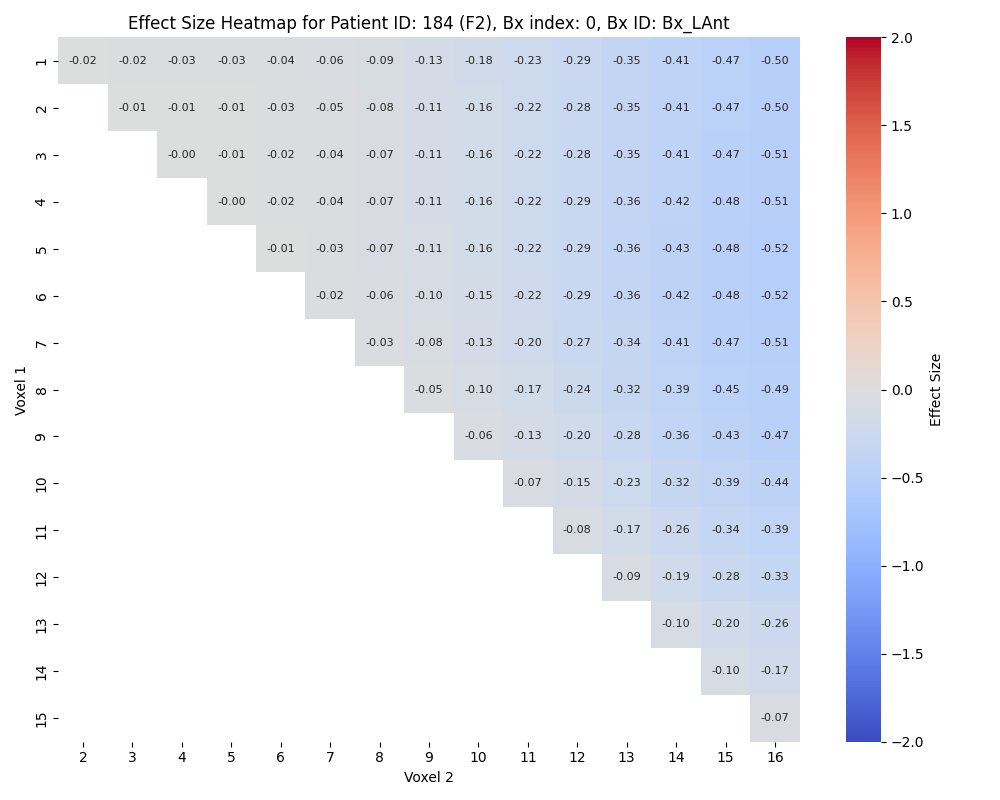 Effect Size Heatmap for Patient ID: 184 (F2), Bx index: 0, Bx ID: Bx_LAnt
1 -0.02 -0.02 -0.03 -0.03 -0.04 -0.06 -0.09 -0.13 -0.18 -0.23 -0.29 -0.35 -0.41 -0.47 -0.50
2 -0.01 -0.01 -0.01 -0.03 -0.05 -0.08 -0.11 -0.16 -0.22 -0.28 -0.35 -0.41 -0.47 -0.50
3 -0.00 -0.01 -0.02 -0.04 -0.07 -0.11 -0.16 -0.22 -0.28 -0.35 -0.41 -0.47 -0.51
4 -0.00 -0.02 -0.04 -0.07 -0.11 -0.16 -0.22 -0.29 -0.36 -0.42 -0.48 -0.51
5 -0.01 -0.03 -0.07 -0.11 -0.16 -0.22 -0.29 -0.36 -0.43 -0.48 -0.52
6 -0.02 -0.06 -0.10 -0.15 -0.22 -0.29 -0.36 -0.42 -0.48 -0.52
7 -0.03 -0.08 -0.13 -0.20 -0.27 -0.34 -0.41 -0.47 -0.51
8 -0.05 -0.10 -0.17 -0.24 -0.32 -0.39 -0.45 -0.49
9 -0.06 -0.13 -0.20 -0.28 -0.36 -0.43 -0.47
10 -0.07 -0.15 -0.23 -0.32 -0.39 -0.44
11 -0.08 -0.17 -0.26 -0.34 -0.39
12 -0.09 -0.19 -0.28 -0.33
13 -0.10 -0.20 -0.26
14 -0.10 -0.17
15 -0.07
2 3 4 5 6 7 8 9 10 11 12 13 14 15 16
Voxel 2
Voxel 1
2.0
1.5
1.0
0.5
0.0
−0.5
−1.0
−1.5
−2.0
Effect Size